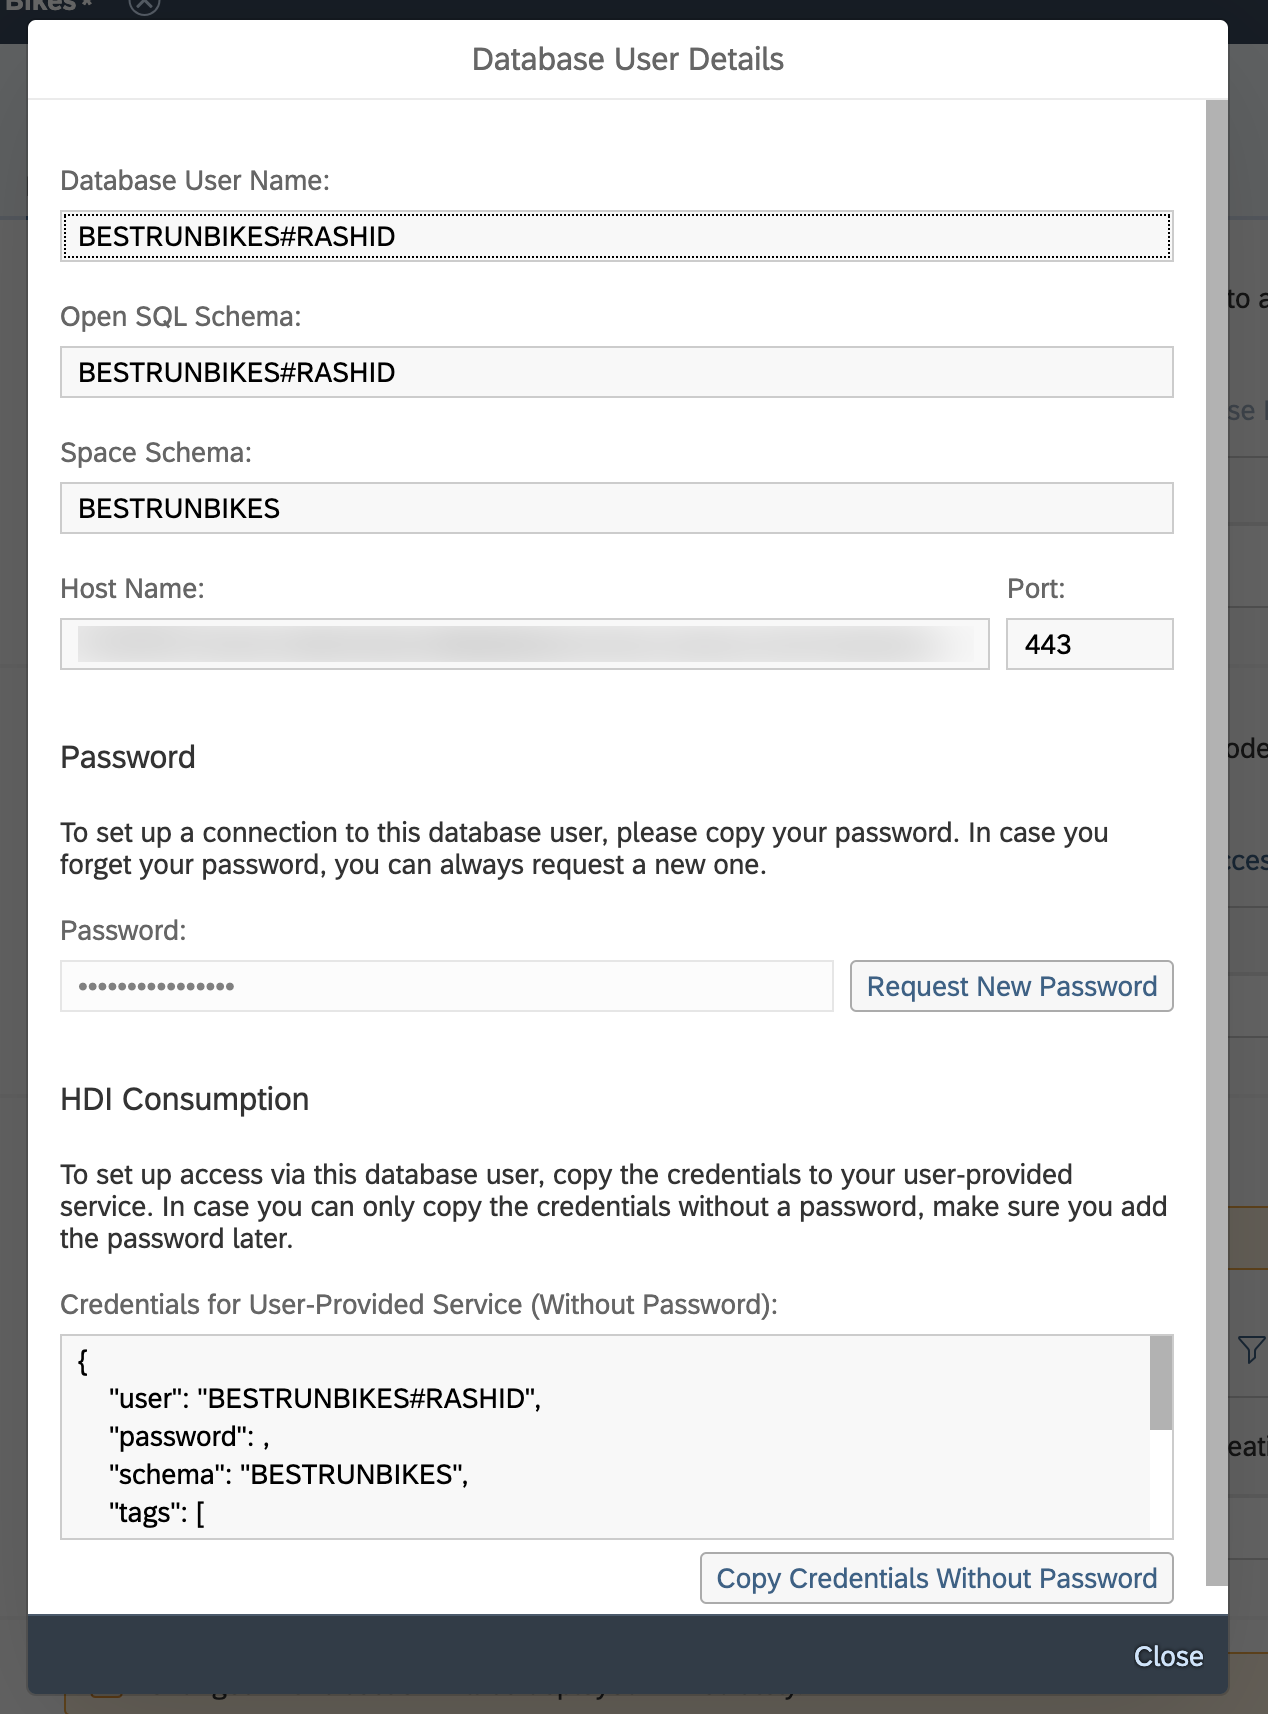 Bikes*
Database User Details
Database User Name:
BESTRUNBIKES#RASHID
Open SQL Schema:
BESTRUNBIKES#RASHID
Space Schema:
BESTRUNBIKES
Host Name:
Port:
443
Password
To set up a connection to this database user, please copy your password. In case you
forget your password, you can always request a new one.
Password:
••••••••••••••••
Request New Password
HDI Consumption
To set up access via this database user, copy the credentials to your user-provided
service. In case you can only copy the credentials without a password, make sure you add
the password later.
Credentials for User-Provided Service (Without Password):
{
"user": "BESTRUNBIKES#RASHID",
"password": ,
"schema": "BESTRUNBIKES",
"tags": [
Copy Credentials Without Password
Close
to a